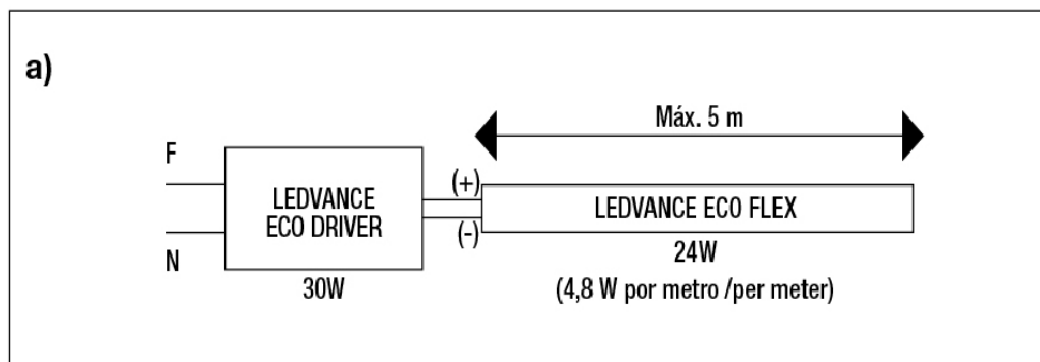 a)
Máx. 5 m
F
(+)
LEDVANCE
ECO DRIVER
LEDVANCE ECO FLEX
(-)
N
30W
24W
(4,8 W por metro /per meter)